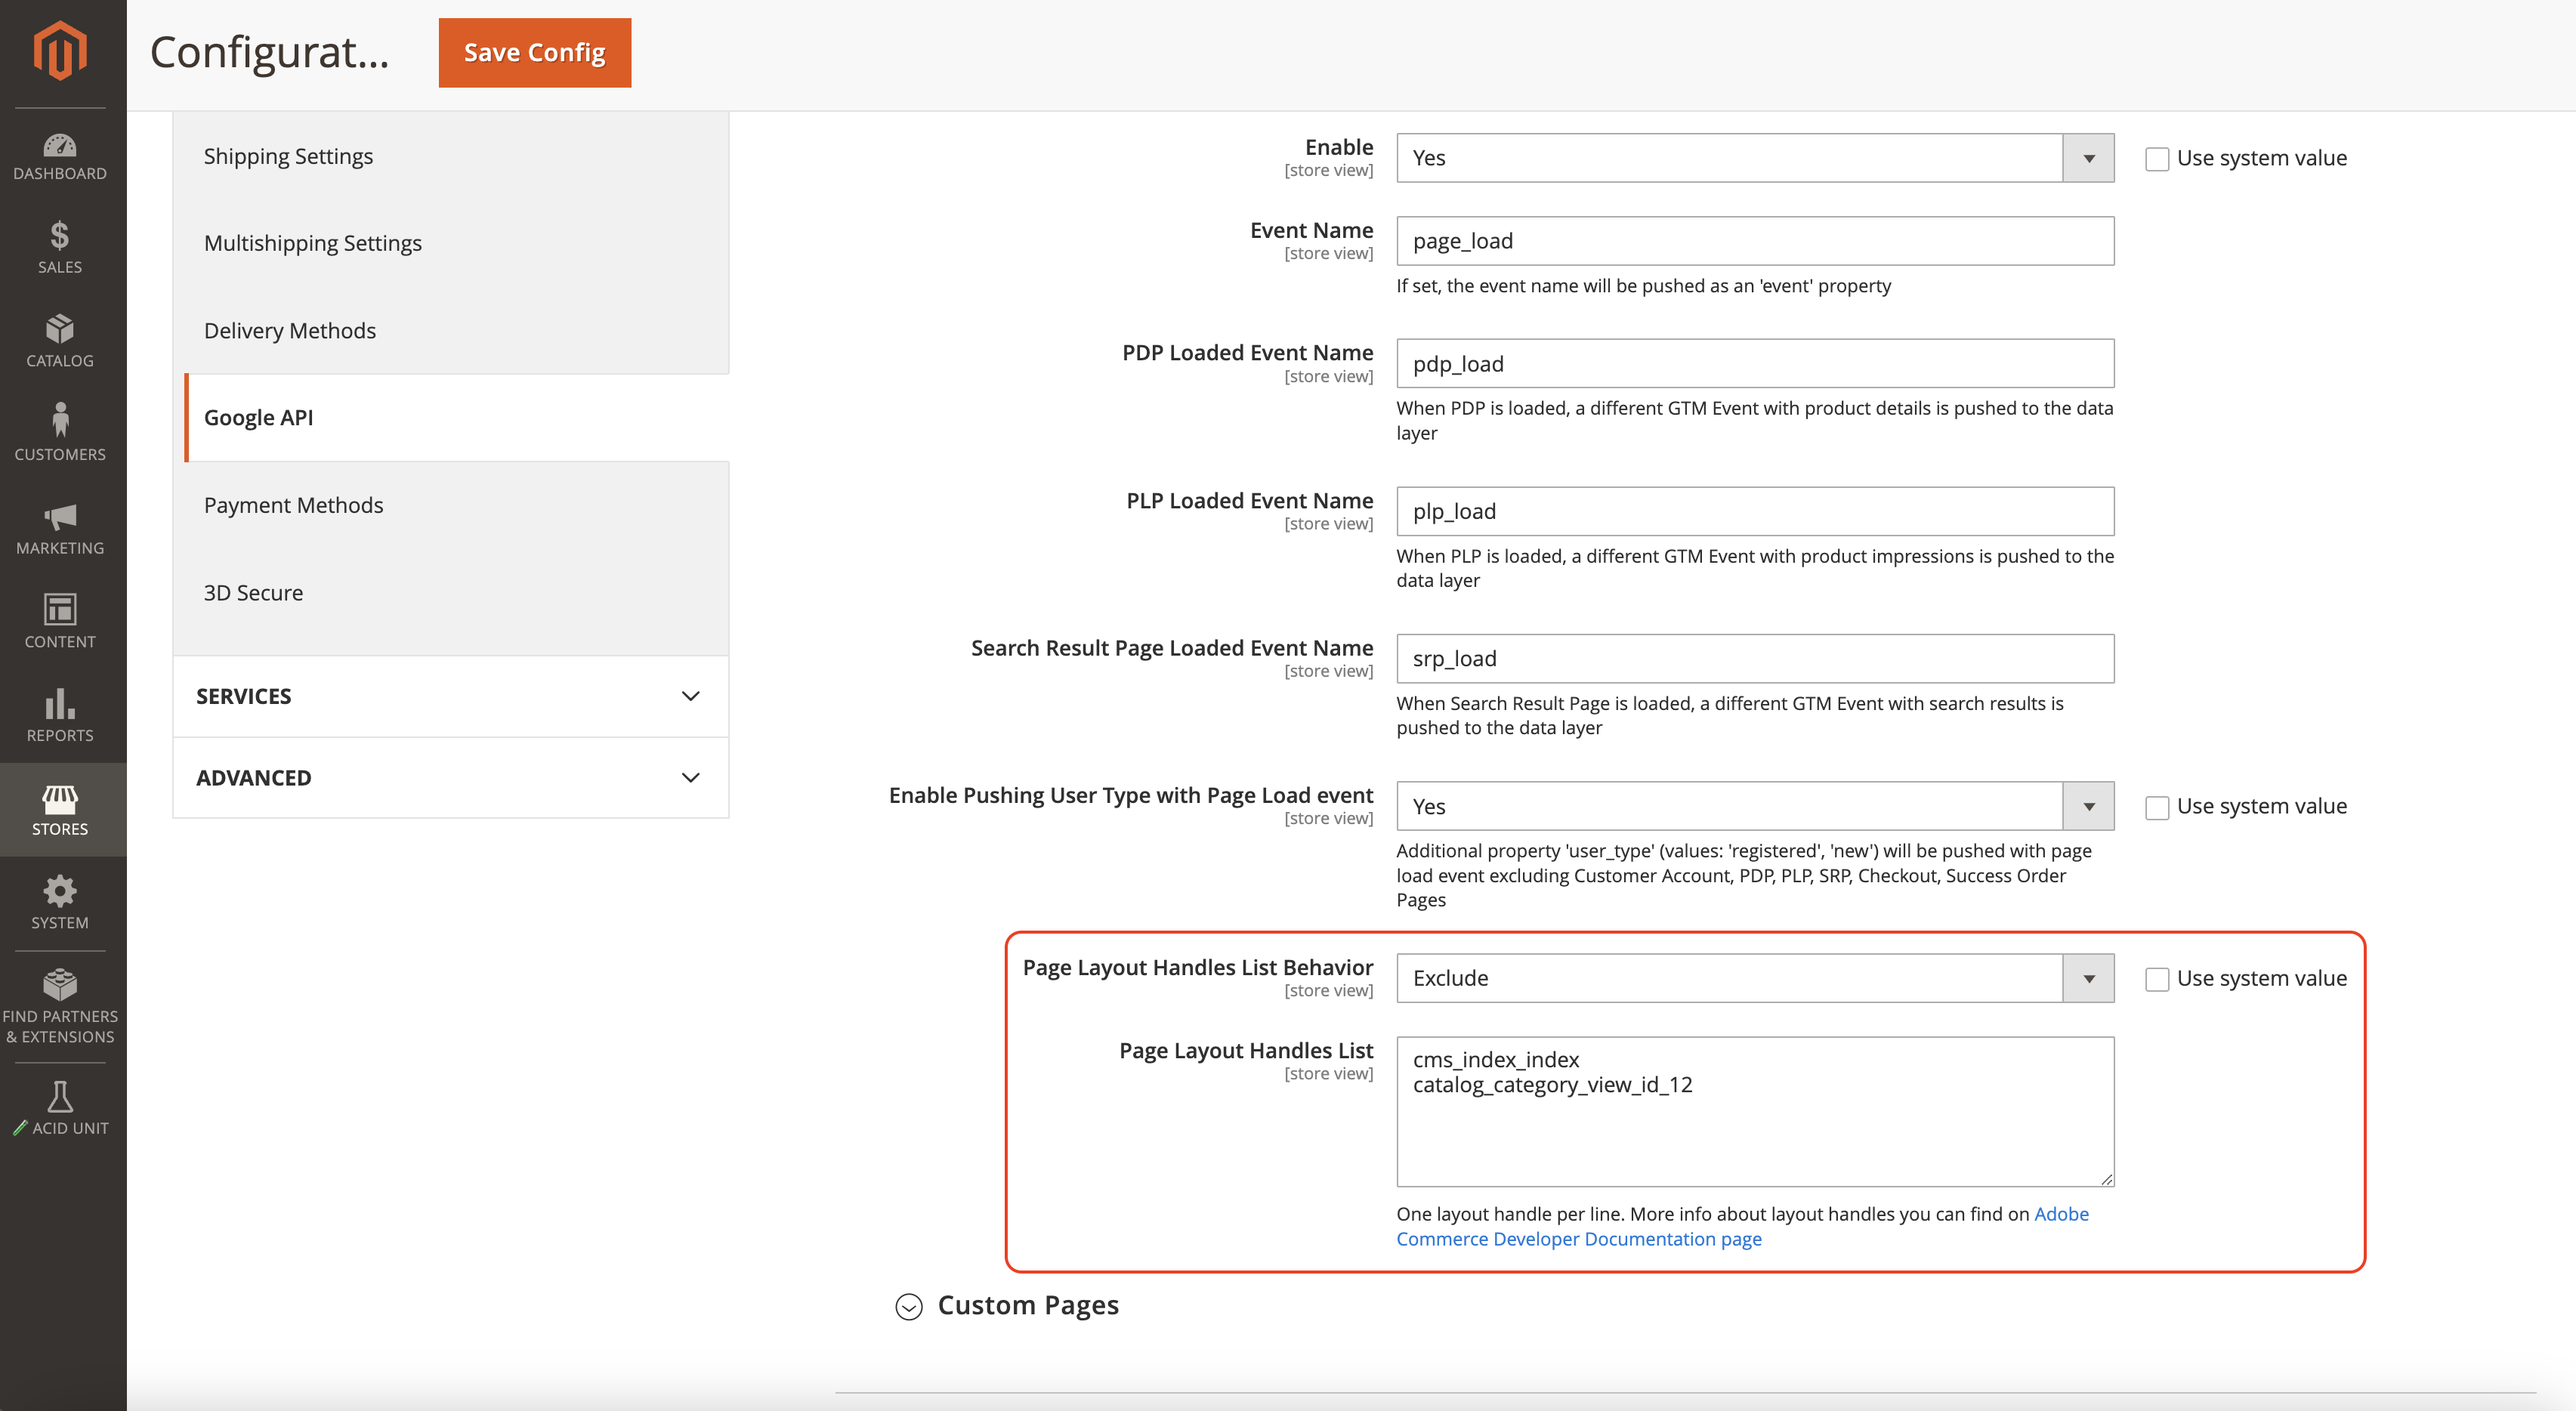 Configurat...
Save Config
DASHBOARD
SALES
CATALOG
CUSTOMERS
MARKETING
CONTENT
REPORTS
STORES
SYSTEM
FIND PARTNERS
& EXTENSIONS
ACID UNIT
Shipping Settings
Multishipping Settings
Delivery Methods
Google API
Payment Methods
3D Secure
SERVICES
ADVANCED
Enable
[store view]
Yes
Use system value
Event Name
[store view]
page_load
If set, the event name will be pushed as an 'event' property
PDP Loaded Event Name
[store view]
pdp_load
When PDP is loaded, a different GTM Event with product details is pushed to the data
layer
PLP Loaded Event Name
[store view]
plp_load
When PLP is loaded, a different GTM Event with product impressions is pushed to the
data layer
Search Result Page Loaded Event Name
[store view]
srp_load
When Search Result Page is loaded, a different GTM Event with search results is
pushed to the data layer
Enable Pushing User Type with Page Load event
[store view]
Yes
Use system value
Additional property 'user_type' (values: 'registered', 'new') will be pushed with page
load event excluding Customer Account, PDP, PLP, SRP, Checkout, Success Order
Pages
Page Layout Handles List Behavior
[store view]
Exclude
Use system value
Page Layout Handles List
[store view]
cms_index_index
catalog_category_view_id_12
One layout handle per line. More info about layout handles you can find on Adobe
Commerce Developer Documentation page
Custom Pages